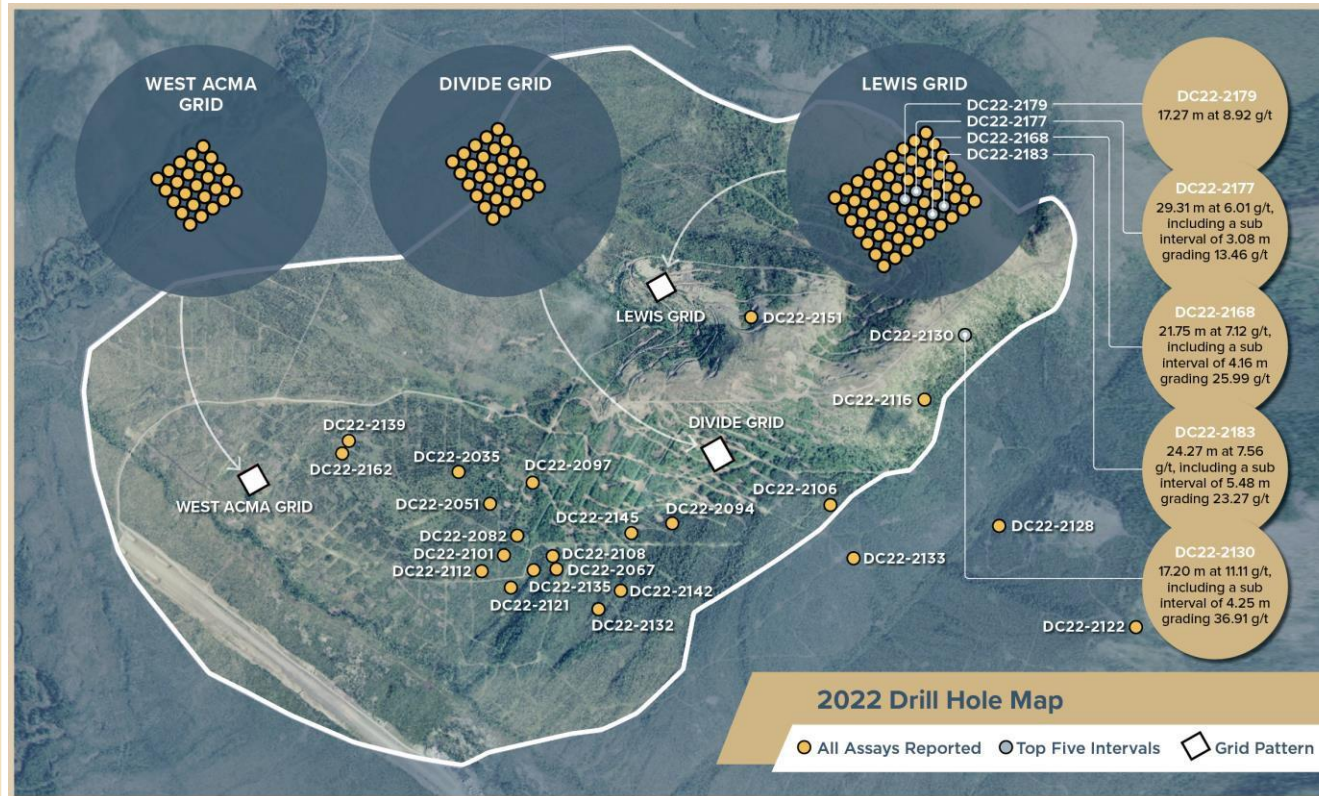 WEST ACMA
GRID
DIVIDE GRID
LEWIS GRID
DC22-2179
DC22-2177
DC22-2168
DC22-2183
DC22-2179
17.27 m at 8.92 g/t
DC22-2177
29.31 m at 6.01 g/t,
including a sub
interval of 3.08 m
grading 13.46 g/t
DC22-2168
21.75 m at 7.12 g/t,
including a sub
interval of 4.16 m
grading 25.99 g/t
DC22-2183
24.27 m at 7.56
g/t, including a sub
interval of 5.48 m
grading 23.27 g/t
DC22-2130
17.20 m at 11.11 g/t,
including a sub
interval of 4.25 m
grading 36.91 g/t
LEWIS GRID
DC22-2151
DC22-2130
DC22-2116
DIVIDE GRID
DC22-2139
DC22-2162
DC22-2035
DC22-2097
WEST ACMA GRID
DC22-2051
DC22-2106
DC22-2145
DC22-2094
DC22-2082
DC22-2128
DC22-2101
DC22-2108
DC22-2133
DC22-2112
DC22-2067
DC22-2135
DC22-2142
DC22-2121
DC22-2132
DC22-2122
2022 Drill Hole Map
All Assays Reported
Top Five Intervals
Grid Pattern